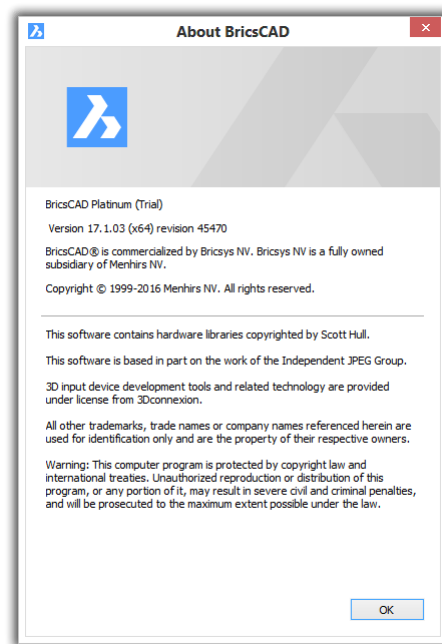 About BricsCAD
BricsCAD Platinum (Trial)
Version 17.1.03 (x64) revision 45470
BricsCAD® is commercialized by Bricsys NV. Bricsys NV is a fully owned
subsidiary of Menhirs NV.
Copyright © 1999-2016 Menhirs NV. All rights reserved.
This software contains hardware libraries copyrighted by Scott Hull.
This software is based in part on the work of the Independent JPEG Group.
3D input device development tools and related technology are provided
under license from 3Dconnexion.
All other trademarks, trade names or company names referenced herein are
used for identification only and are the property of their respective owners.
Warning: This computer program is protected by copyright law and
international treaties. Unauthorized reproduction or distribution of this
program, or any portion of it, may result in severe civil and criminal penalties,
and will be prosecuted to the maximum extent possible under the law.
OK